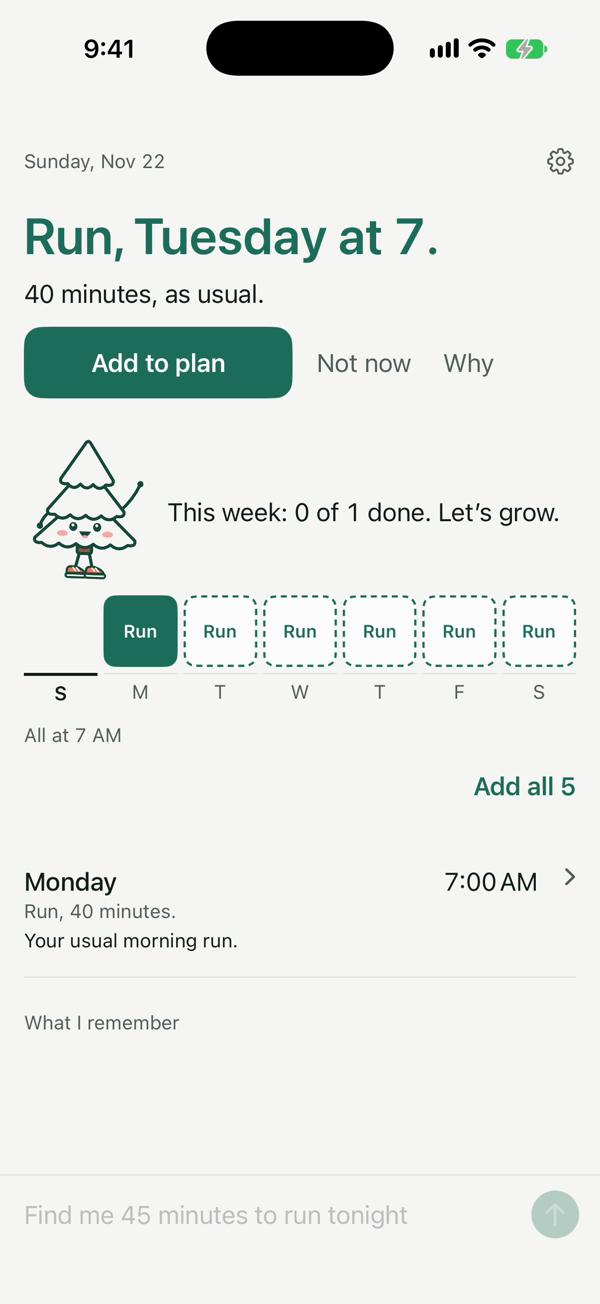 9:41
Sunday, Nov 22
Run, Tuesday at 7.
40 minutes, as usual.
Add to plan Not now Why
This week: 0 of 1 done. Let’s grow.
Run Run Run Run Run Run
S M T W T F S
All at 7 AM
Add all 5
Monday 7:00 AM
Run, 40 minutes.
Your usual morning run.
What I remember
Find me 45 minutes to run tonight